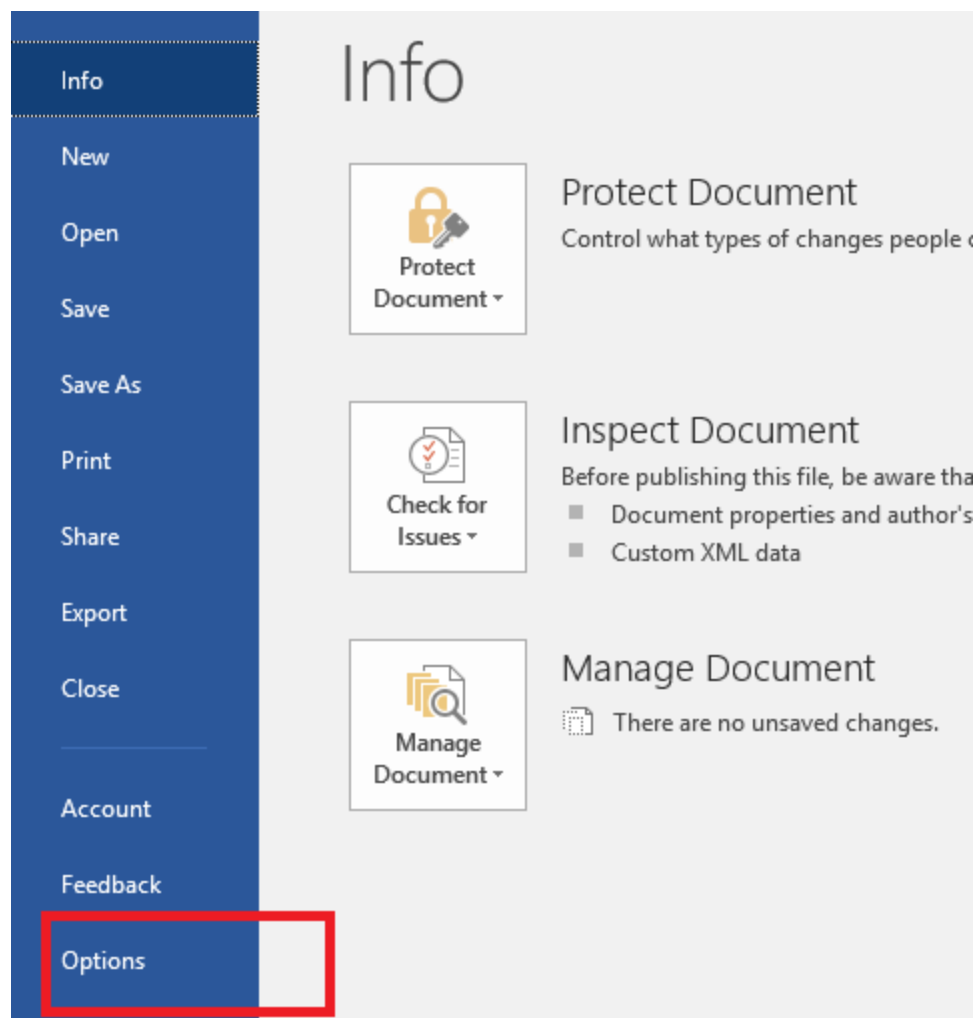 Info
New
Open
Save
Save As
Print
Share
Export
Close
Account
Feedback
Options
Info
Protect
Document
Protect Document
Control what types of changes people
Check for
Issues
Inspect Document
Before publishing this file, be aware tha
Document properties and author's
Custom XML data
Manage
Document
Manage Document
There are no unsaved changes.